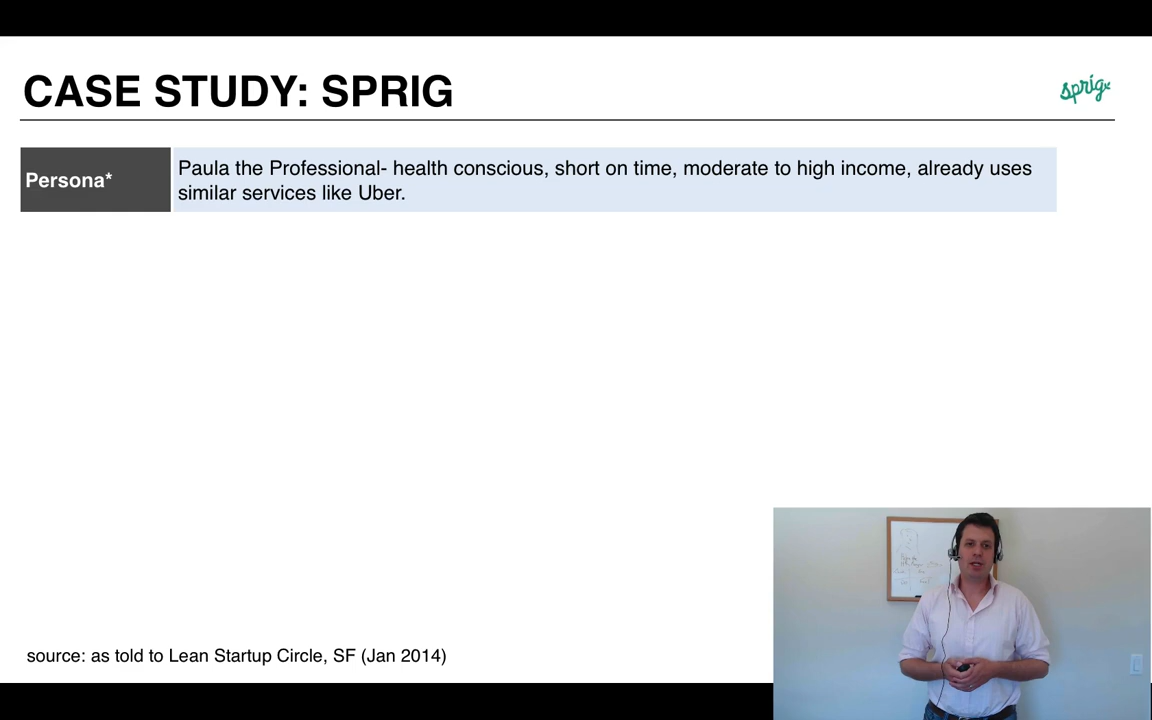 CASE STUDY: SPRIG
sprig
Persona*
Paula the Professional- health conscious, short on time, moderate to high income, already uses
similar services like Uber.
source: as told to Lean Startup Circle, SF (Jan 2014)